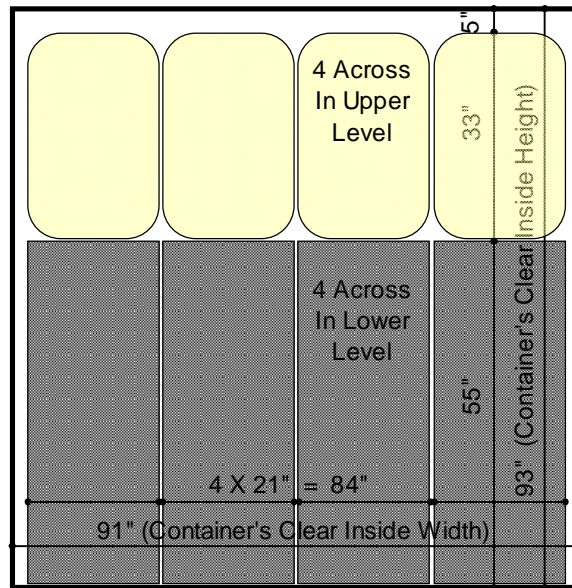 5"
4 Across
In Upper
Level
33"
4 Across
In Lower
Level
55"
93" (Container's Clear Inside Height)
4 X 21" = 84"
91" (Container's Clear Inside Width)